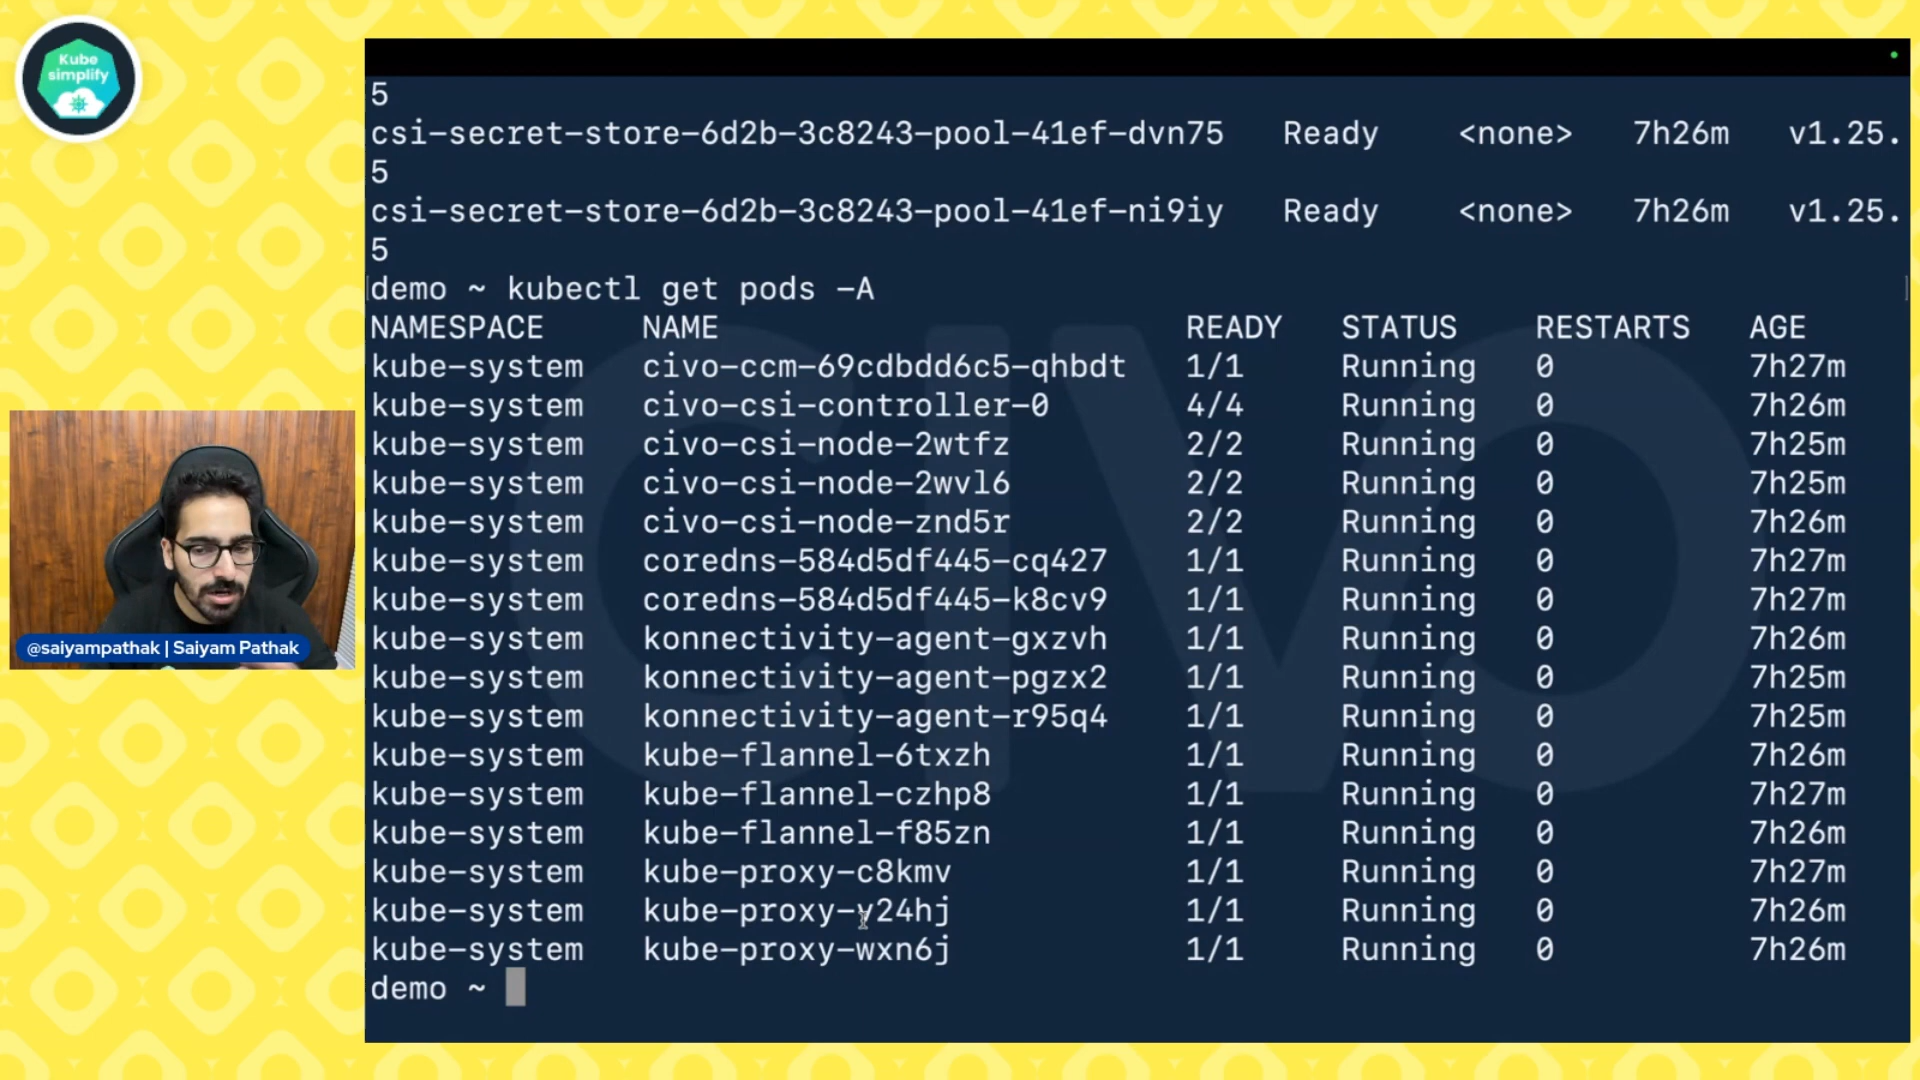 Kube
simplify
5
csi-secret-store-6d2b-3c8243-pool-41ef-dvn75 Ready <none> 7h26m v1.25.
5
csi-secret-store-6d2b-3c8243-pool-41ef-ni9iy Ready <none> 7h26m v1.25.
5
demo ~ kubectl get pods -A
NAMESPACE NAME READY STATUS RESTARTS AGE
kube-system civo-ccm-69cdbdd6c5-qhbdt 1/1 Running 0 7h27m
kube-system civo-csi-controller-0 4/4 Running 0 7h26m
kube-system civo-csi-node-2wtfz 2/2 Running 0 7h25m
kube-system civo-csi-node-2wvl6 2/2 Running 0 7h25m
kube-system civo-csi-node-znd5r 2/2 Running 0 7h26m
kube-system coredns-584d5df445-cq427 1/1 Running 0 7h27m
kube-system coredns-584d5df445-k8cv9 1/1 Running 0 7h27m
kube-system konnectivity-agent-gxzvh 1/1 Running 0 7h26m
kube-system konnectivity-agent-pgzx2 1/1 Running 0 7h25m
kube-system konnectivity-agent-r95q4 1/1 Running 0 7h25m
kube-system kube-flannel-6txzh 1/1 Running 0 7h26m
kube-system kube-flannel-czhp8 1/1 Running 0 7h27m
kube-system kube-flannel-f85zn 1/1 Running 0 7h26m
kube-system kube-proxy-c8kmv 1/1 Running 0 7h27m
kube-system kube-proxy-v24hj 1/1 Running 0 7h26m
kube-system kube-proxy-wxn6j 1/1 Running 0 7h26m
demo ~
CIVO
@saiyampathak | Saiyam Pathak